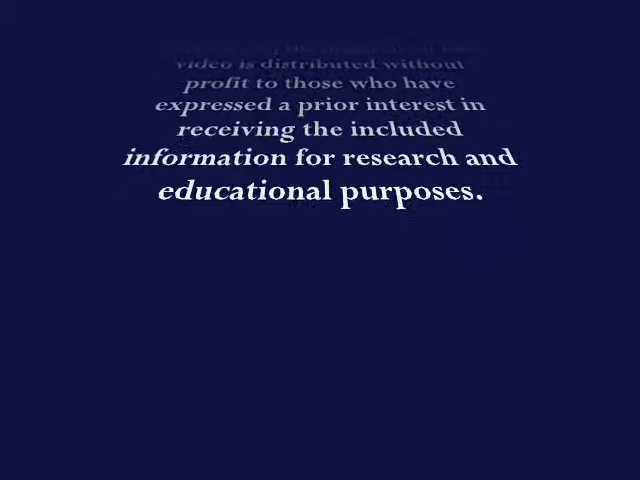 video is distributed without
profit to those who have
expressed a prior interest in
receiving the included
information for research and
educational purposes.